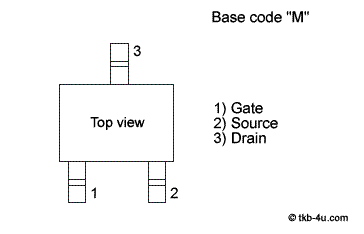 Base code "M"
3
Top view
1) Gate
2) Source
3) Drain
1
2
© tkb-4u.com